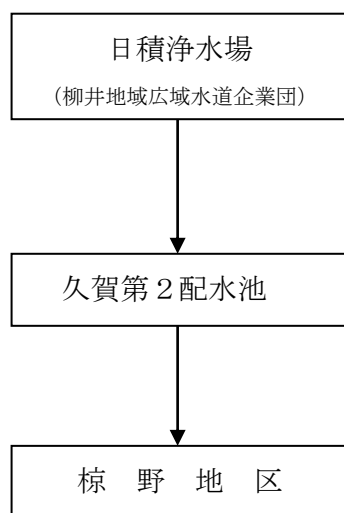 日積浄水場
（柳井地域広域水道企業団）
久賀第２配水池
椋　野　地　区